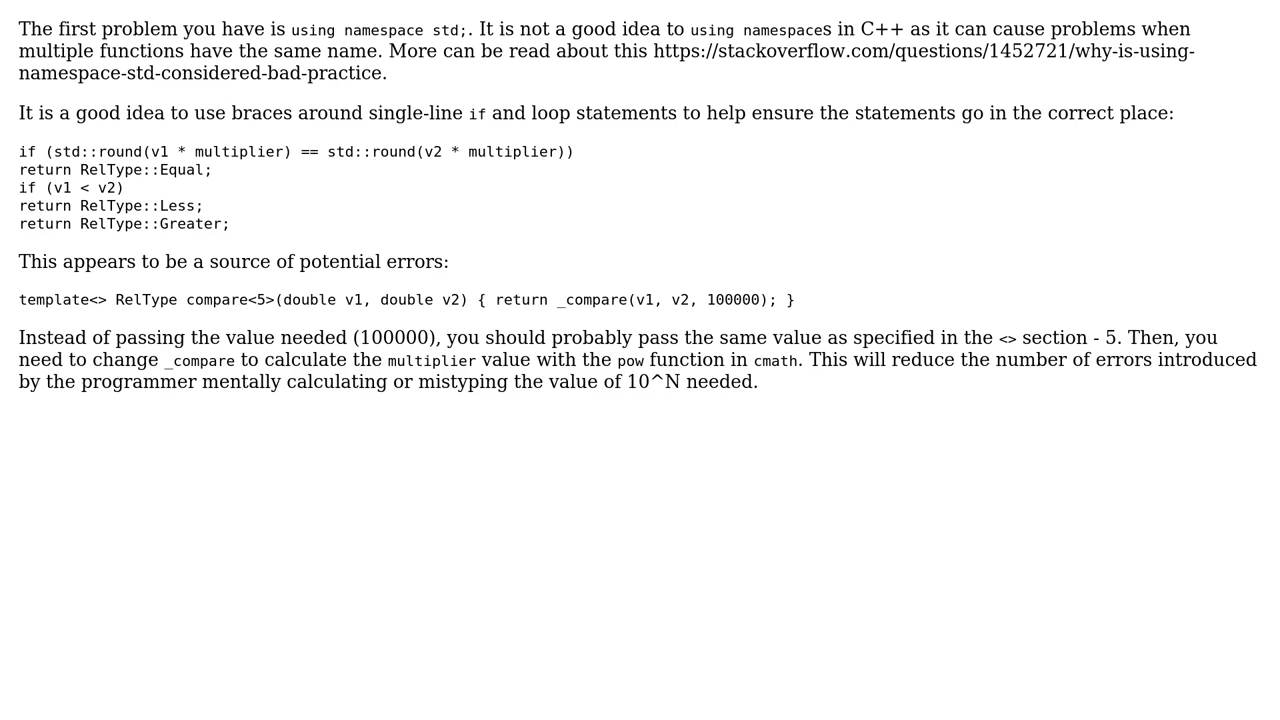 The first problem you have is using namespace std;. It is not a good idea to using namespaces in C++ as it can cause problems when
multiple functions have the same name. More can be read about this https://stackoverflow.com/questions/1452721/why-is-using-
namespace-std-considered-bad-practice.
It is a good idea to use braces around single-line if and loop statements to help ensure the statements go in the correct place:
if (std::round(v1 * multiplier) == std::round(v2 * multiplier))
return RelType::Equal;
if (v1 < v2)
return RelType::Less;
return RelType::Greater;
This appears to be a source of potential errors:
template<> RelType compare<5>(double v1, double v2) { return _compare(v1, v2, 100000); }
Instead of passing the value needed (100000), you should probably pass the same value as specified in the <> section - 5. Then, you
need to change _compare to calculate the multiplier value with the pow function in cmath. This will reduce the number of errors introduced
by the programmer mentally calculating or mistyping the value of 10^N needed.